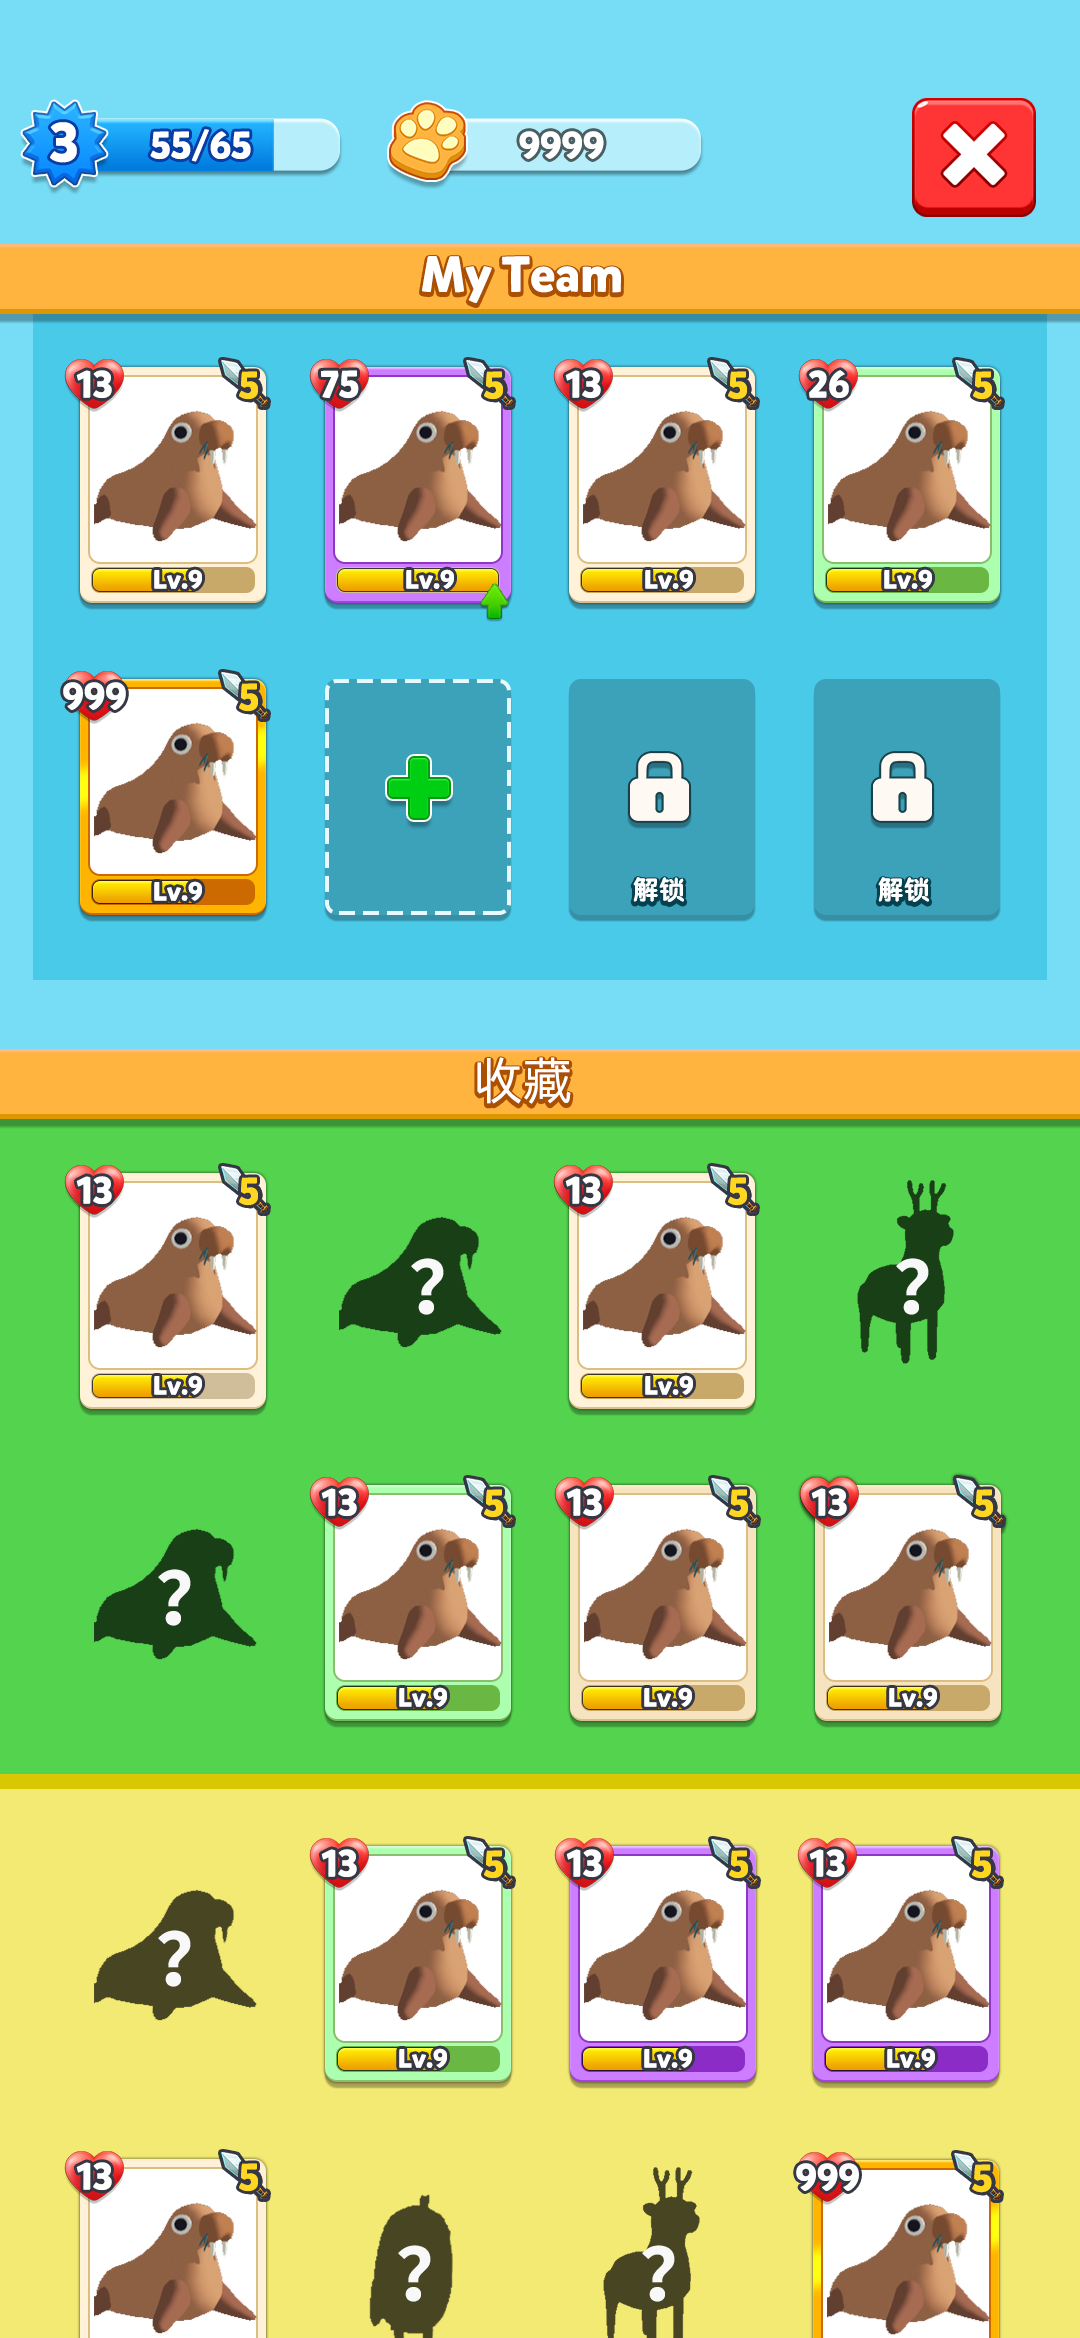 3 55/65 9999
My Team
13 5 75 5 13 5 26 5
Lv.9 Lv.9 Lv.9 Lv.9
999 5
Lv.9 解锁 解锁
收藏
13 5 ? 13 5 ?
Lv.9 Lv.9
? 13 5 13 5 13 5
Lv.9 Lv.9 Lv.9
? 13 5 13 5 13 5
Lv.9 Lv.9 Lv.9
13 5 ? ? 999 5